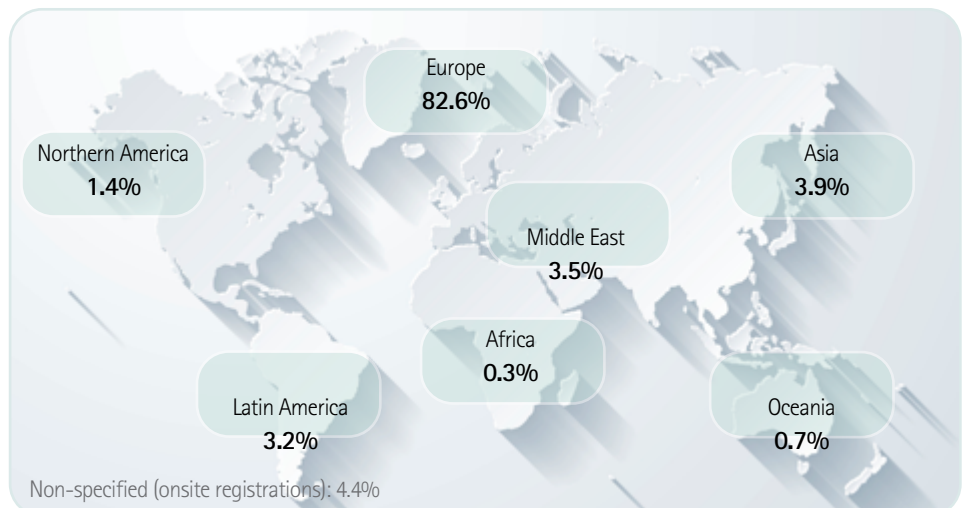 Europe
82.6%
Northern America
1.4%
Asia
3.9%
Middle East
3.5%
Africa
0.3%
Latin America
3.2%
Oceania
0.7%
Non-specified (onsite registrations): 4.4%